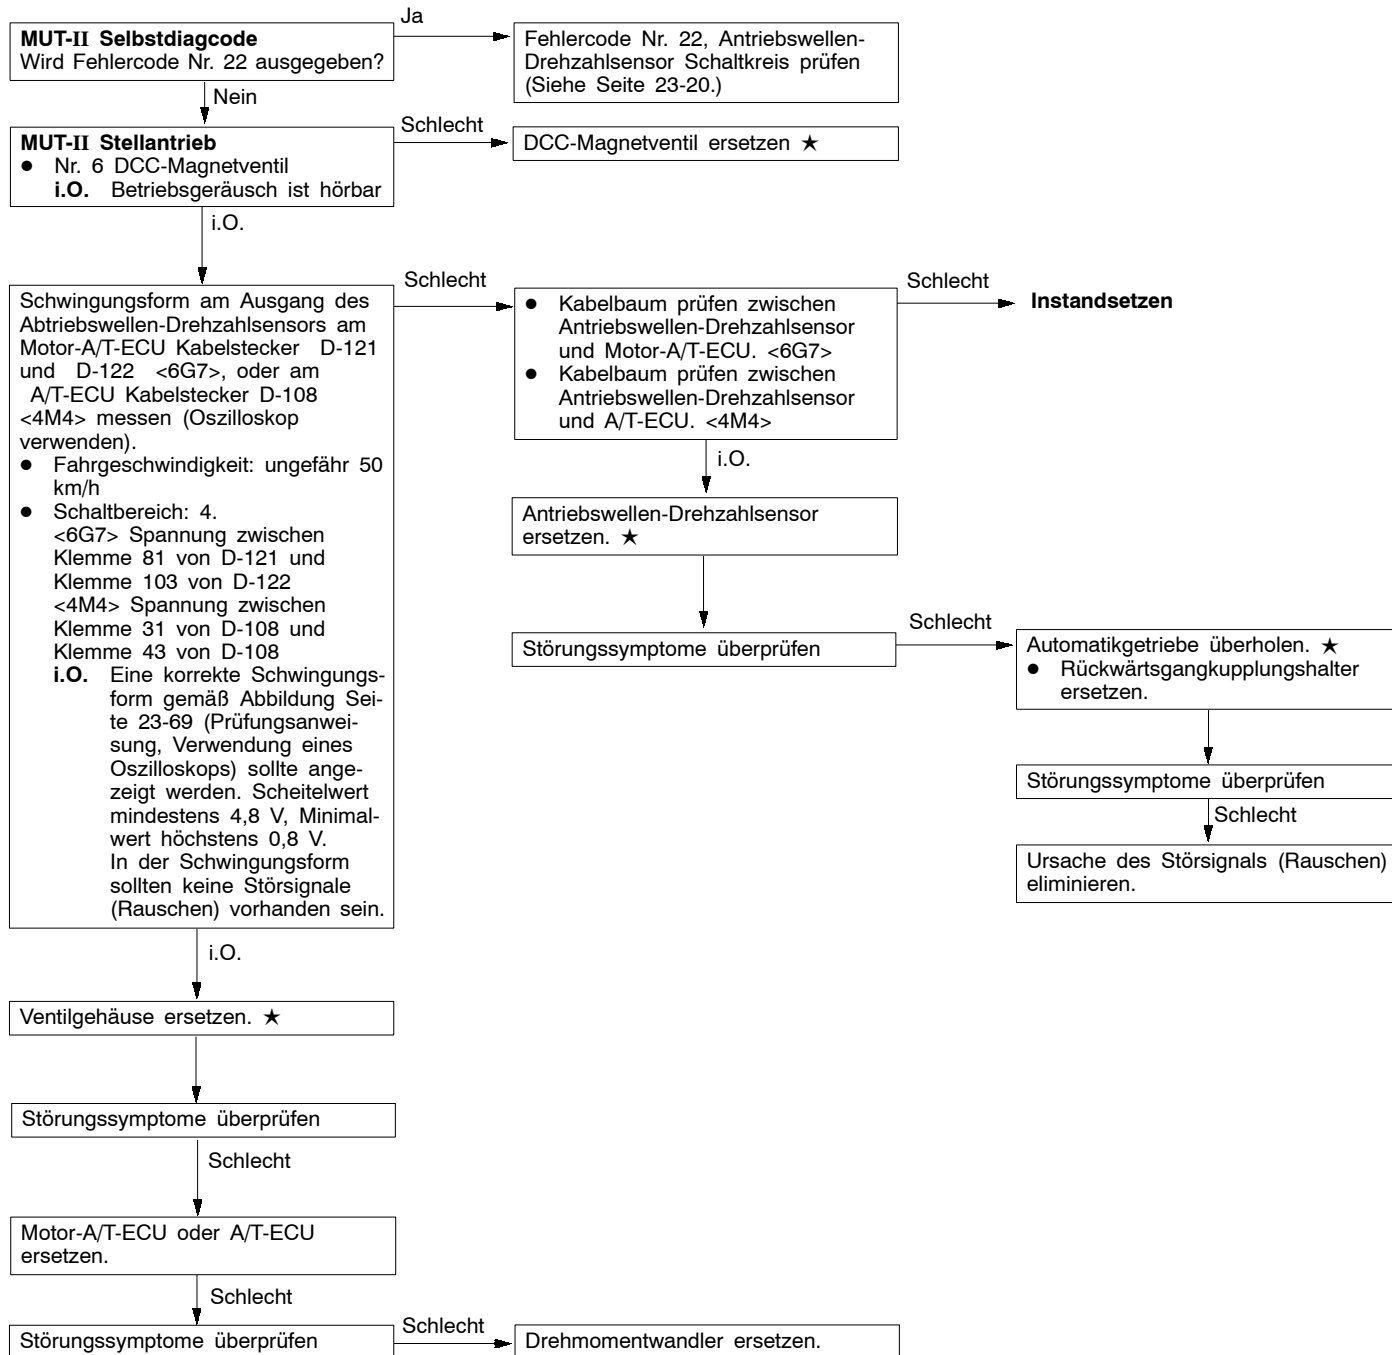 MUT-II Selbstdiagcode
Wird Fehlercode Nr. 22 ausgegeben?
Ja
Fehlercode Nr. 22, Antriebswellen-
Drehzahlsensor Schaltkreis prüfen
(Siehe Seite 23-20.)
Nein
MUT-II Stellantrieb
● Nr. 6 DCC-Magnetventil
i.O. Betriebsgeräusch ist hörbar
Schlecht
DCC-Magnetventil ersetzen ★
i.O.
Schwingungsform am Ausgang des
Abtriebswellen-Drehzahlsensors am
Motor-A/T-ECU Kabelstecker D-121
und D-122 <6G7>, oder am
A/T-ECU Kabelstecker D-108
<4M4> messen (Oszilloskop
verwenden).
● Fahrgeschwindigkeit: ungefähr 50
km/h
● Schaltbereich: 4.
<6G7> Spannung zwischen
Klemme 81 von D-121 und
Klemme 103 von D-122
<4M4> Spannung zwischen
Klemme 31 von D-108 und
Klemme 43 von D-108
i.O. Eine korrekte Schwingungs-
form gemäß Abbildung Sei-
te 23-69 (Prüfungsanwei-
sung, Verwendung eines
Oszilloskops) sollte ange-
zeigt werden. Scheitelwert
mindestens 4,8 V, Minimal-
wert höchstens 0,8 V.
In der Schwingungsform
sollten keine Störsignale
(Rauschen) vorhanden sein.
Schlecht
● Kabelbaum prüfen zwischen
Antriebswellen-Drehzahlsensor
und Motor-A/T-ECU. <6G7>
● Kabelbaum prüfen zwischen
Antriebswellen-Drehzahlsensor
und A/T-ECU. <4M4>
Schlecht
Instandsetzen
i.O.
Antriebswellen-Drehzahlsensor
ersetzen. ★
Störungssymptome überprüfen
Schlecht
Automatikgetriebe überholen. ★
● Rückwärtsgangkupplungshalter
ersetzen.
Störungssymptome überprüfen
Schlecht
Ursache des Störsignals (Rauschen)
eliminieren.
i.O.
Ventilgehäuse ersetzen. ★
Störungssymptome überprüfen
Schlecht
Motor-A/T-ECU oder A/T-ECU
ersetzen.
Schlecht
Störungssymptome überprüfen
Schlecht
Drehmomentwandler ersetzen.